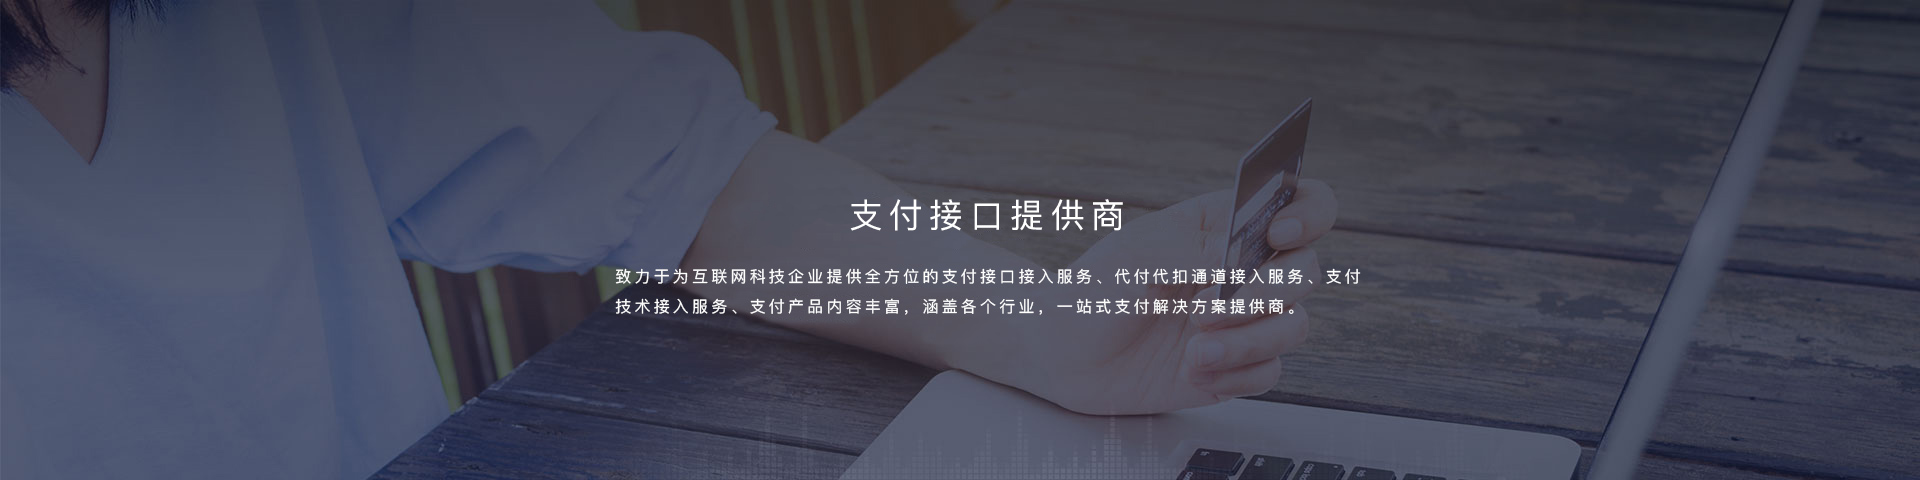 支付接口提供商
致力于为互联网科技企业提供全方位的支付接口接入服务、代付代扣通道接入服务、支付
技术接入服务、支付产品内容丰富，涵盖各个行业，一站式支付解决方案提供商。